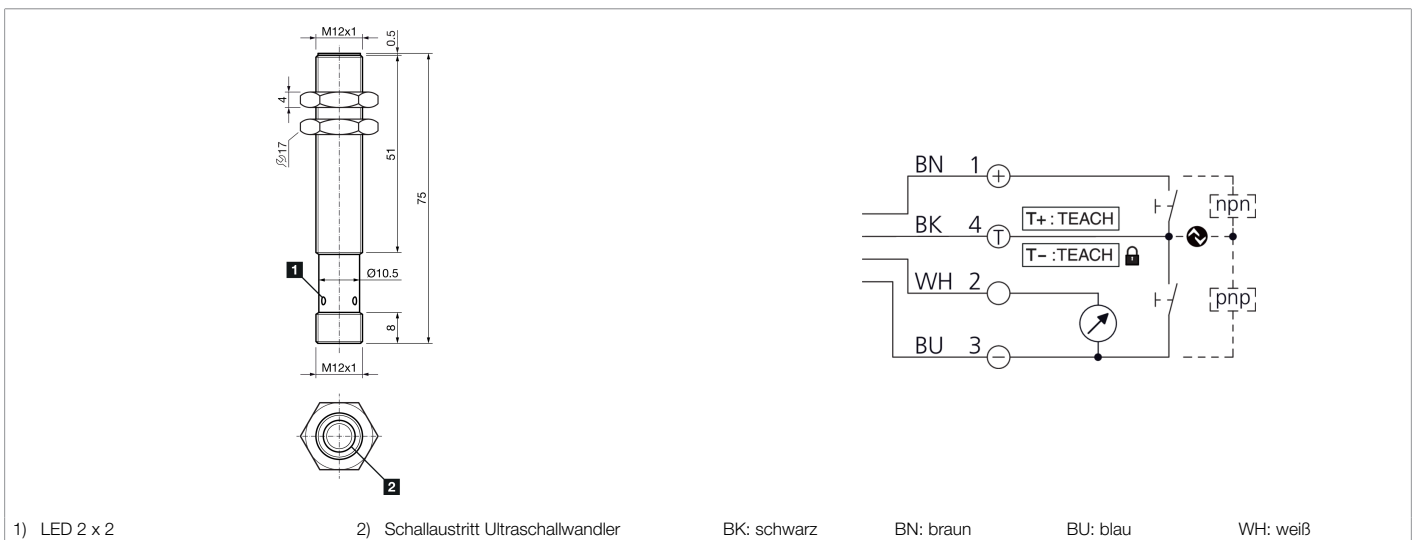 M12x1
0.5
4
17
51
75
1
Ø10.5
8
M12x1
2
BN 1 +
BK 4 T
T+ : TEACH
T- : TEACH
WH 2
BU 3 −
npn
pnp
1) LED 2 x 2
2) Schallaustritt Ultraschallwandler
BK: schwarz
BN: braun
BU: blau
WH: weiß